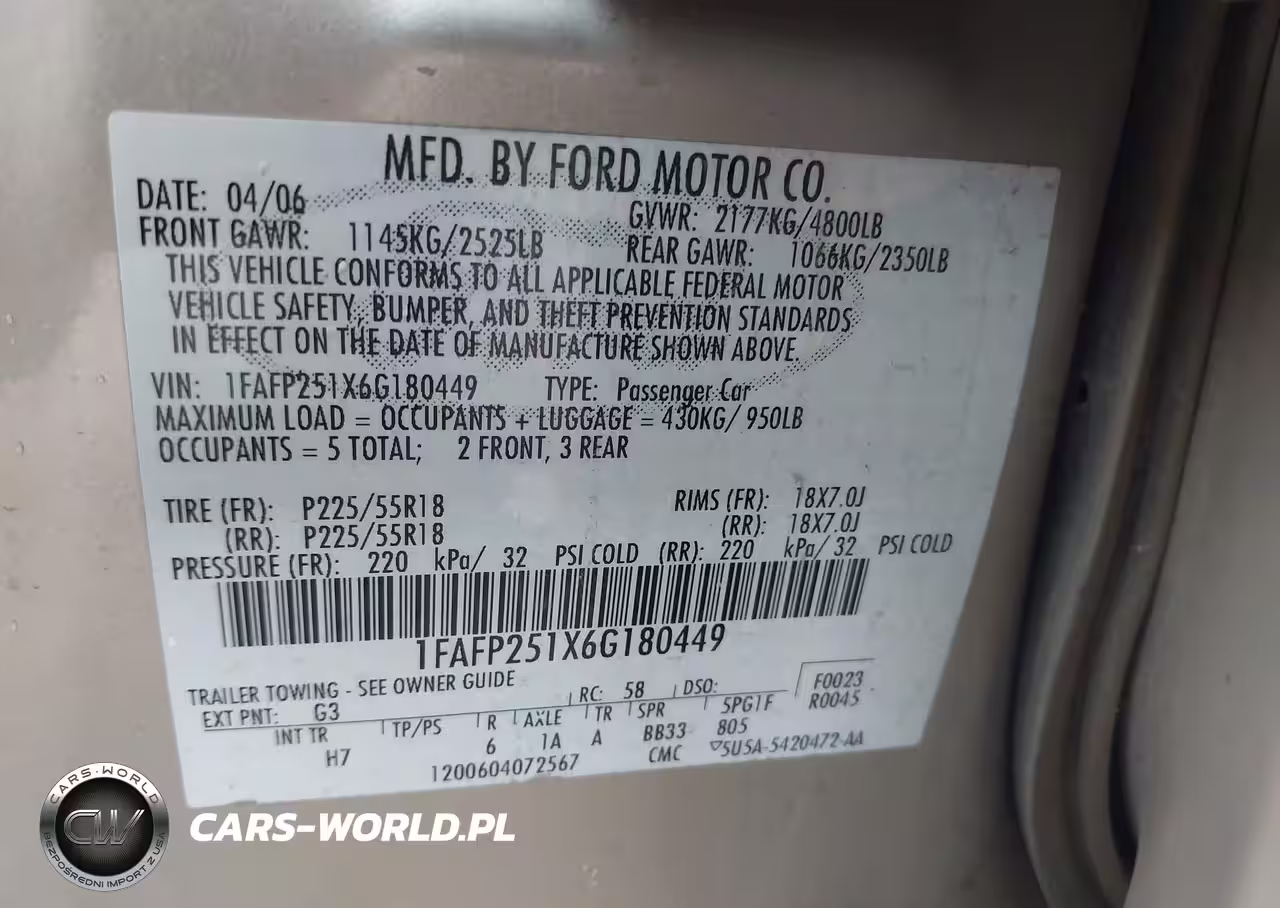 MFD. BY FORD MOTOR CO.
DATE: 04/06 GVWR: 2177KG/4800LB
FRONT GAWR: 1145KG/2525LB REAR GAWR: 1066KG/2350LB
THIS VEHICLE CONFORMS TO ALL APPLICABLE FEDERAL MOTOR
VEHICLE SAFETY, BUMPER, AND THEFT PREVENTION STANDARDS
IN EFFECT ON THE DATE OF MANUFACTURE SHOWN ABOVE.
VIN: 1FAFP251X6G180449 TYPE: Passenger Car
MAXIMUM LOAD = OCCUPANTS + LUGGAGE = 430KG/ 950LB
OCCUPANTS = 5 TOTAL; 2 FRONT, 3 REAR
TIRE (FR): P225/55R18 RIMS (FR): 18X7.0J
(RR): P225/55R18 (RR): 18X7.0J
PRESSURE (FR): 220 kPa/ 32 PSI COLD (RR): 220 kPa/ 32 PSI COLD
1FAFP251X6G180449
TRAILER TOWING - SEE OWNER GUIDE
EXT PNT: G3 RC: 58 DSO: F0023
R0045
INT TR TP/PS R AXLE TR SPR 5PG1F
H7 6 1A A BB33 805
1200604072567 CMC 5U5A-5420472-AA
CARS-WORLD
CW
BEZPOŚREDNI IMPORT Z USA
CARS-WORLD.PL